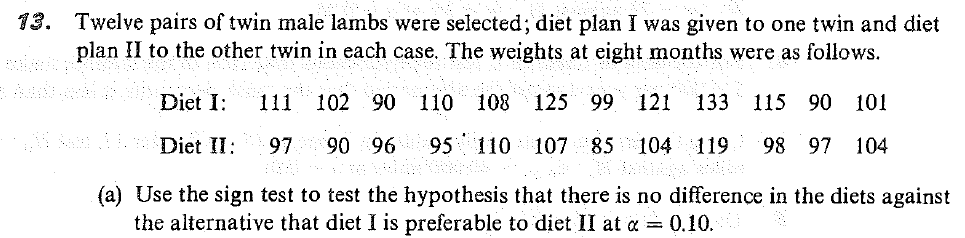 13. Twelve pairs of twin male lambs were selected; diet plan I was given to one twin and diet
plan II to the other twin in each case. The weights at eight months were as follows.
Diet I: 111 102 90 110 108 125 99 121 133 115 90 101
Diet II: 97 90 96 95 110 107 85 104 119 98 97 104
(a) Use the sign test to test the hypothesis that there is no difference in the diets against
the alternative that diet I is preferable to diet II at α = 0.10.